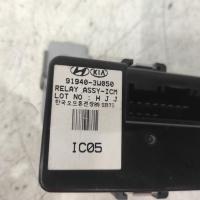 KIA
91940-3W050
RELAY ASSY-ICM
LOT NO : H J J
IC05